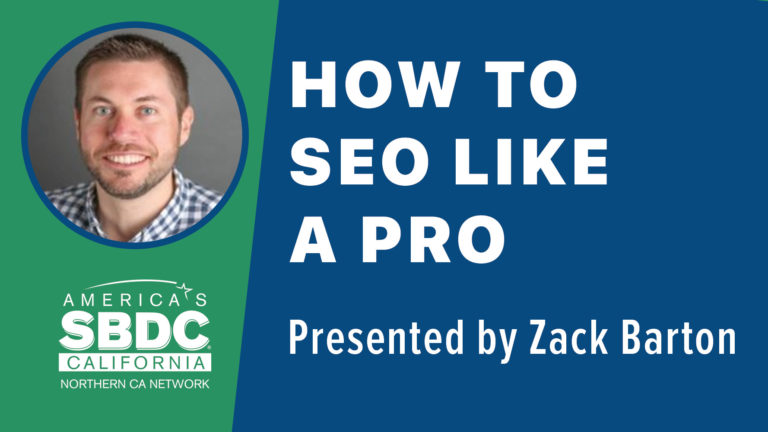 HOW TO
SEO LIKE
A PRO
Presented by Zack Barton
AMERICA'S
SBDC
CALIFORNIA
NORTHERN CA NETWORK